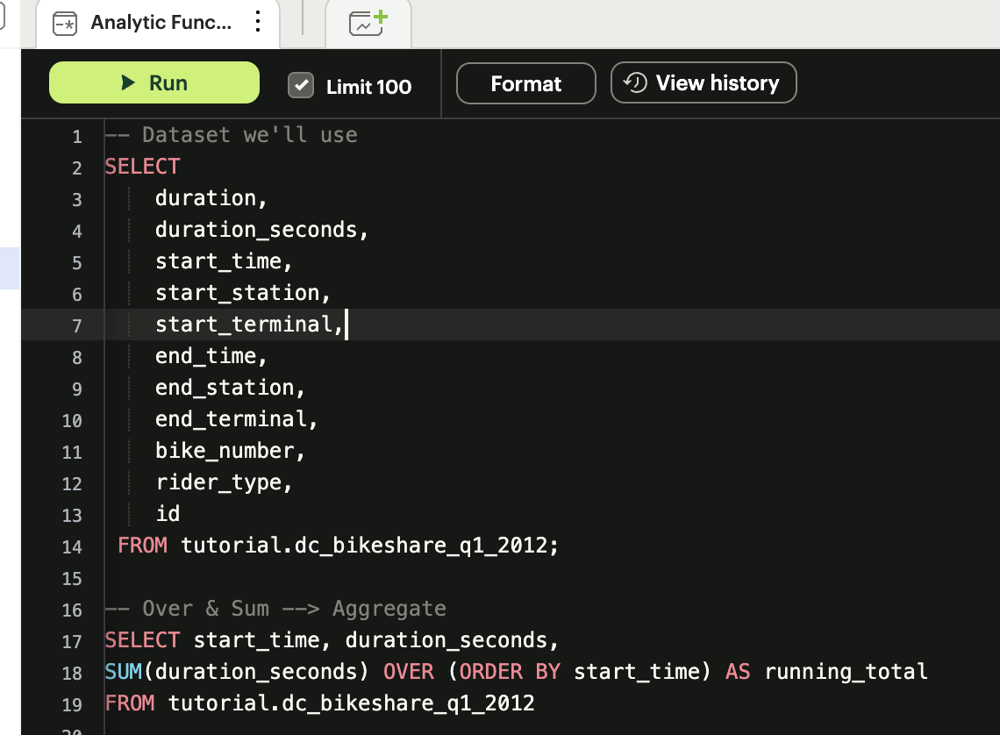 Analytic Func...
Run
Limit 100
Format
View history
1 -- Dataset we'll use
2 SELECT
3 duration,
4 duration_seconds,
5 start_time,
6 start_station,
7 start_terminal,
8 end_time,
9 end_station,
10 end_terminal,
11 bike_number,
12 rider_type,
13 id
14 FROM tutorial.dc_bikeshare_q1_2012;
15
16 -- Over & Sum --> Aggregate
17 SELECT start_time, duration_seconds,
18 SUM(duration_seconds) OVER (ORDER BY start_time) AS running_total
19 FROM tutorial.dc_bikeshare_q1_2012
20